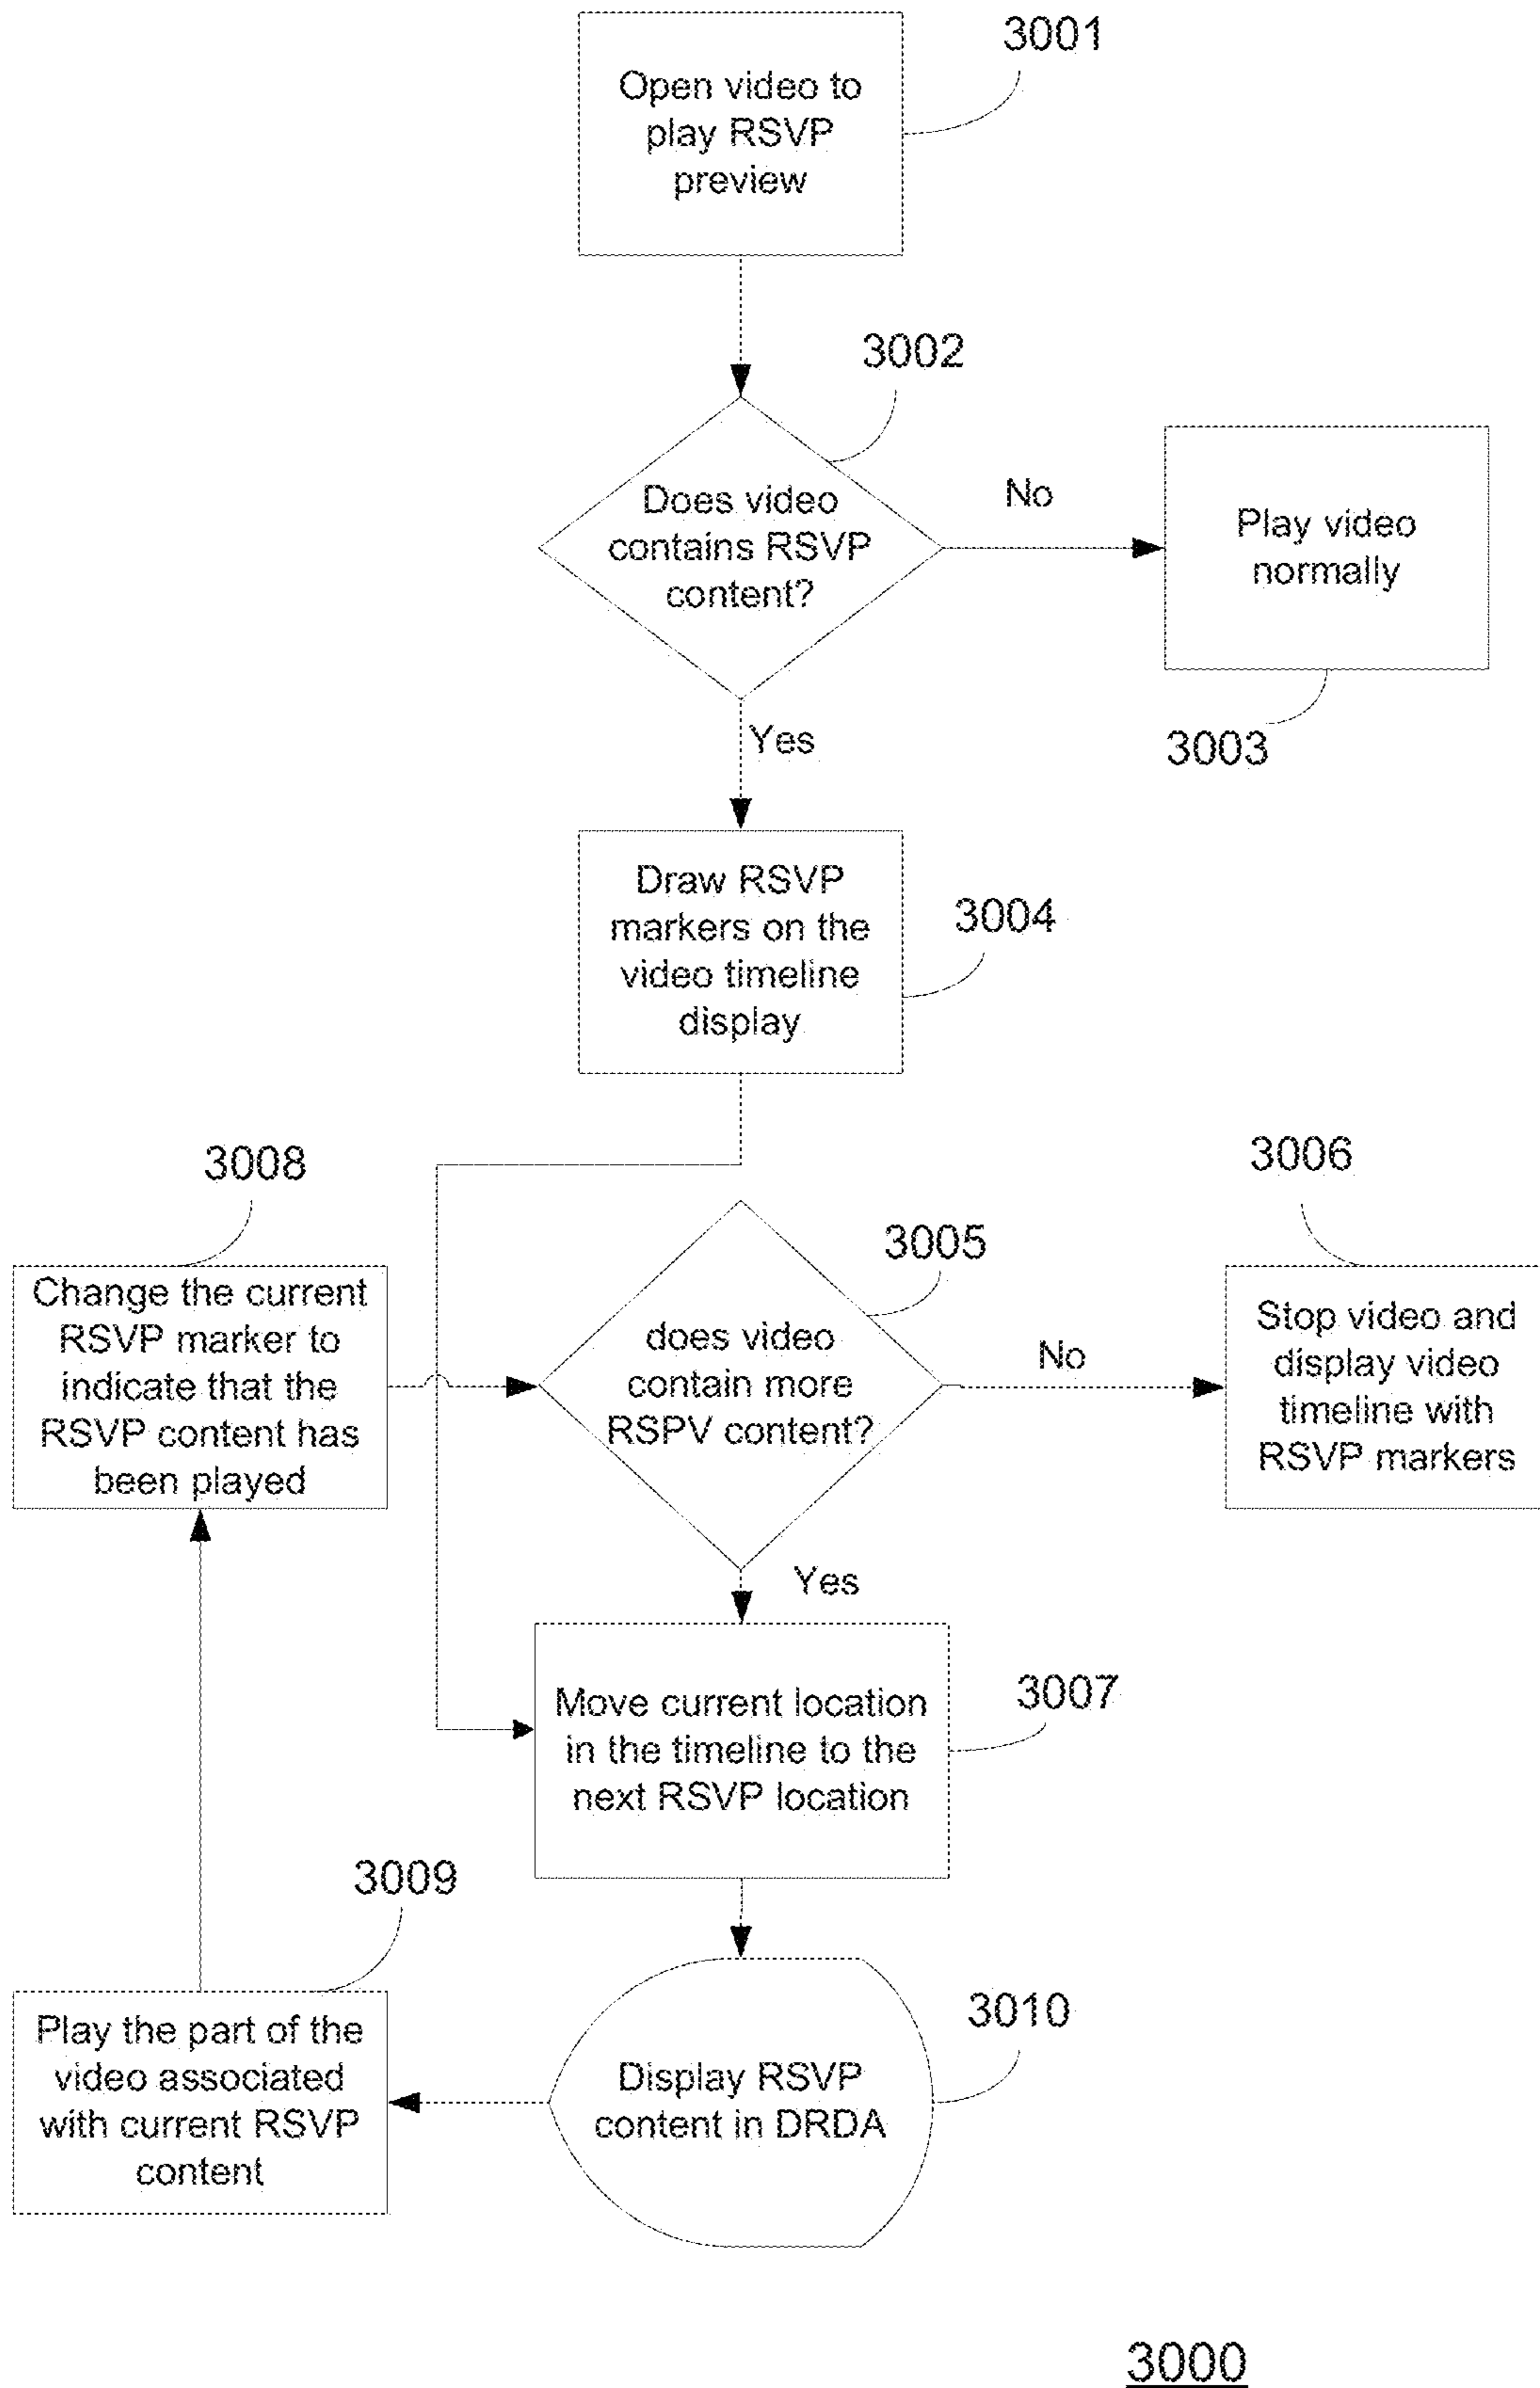 3001
Open video to
play RSVP
preview
3002
Does video
contains RSVP
content?
No
Play video
normally
3003
Yes
Draw RSVP
markers on the
video timeline
display
3004
3008
Change the current
RSVP marker to
indicate that the
RSVP content has
been played
3005
does video
contain more
RSPV content?
No
3006
Stop video and
display video
timeline with
RSVP markers
Yes
Move current location
in the timeline to the
next RSVP location
3007
3009
Play the part of the
video associated
with current RSVP
content
3010
Display RSVP
content in DRDA
3000